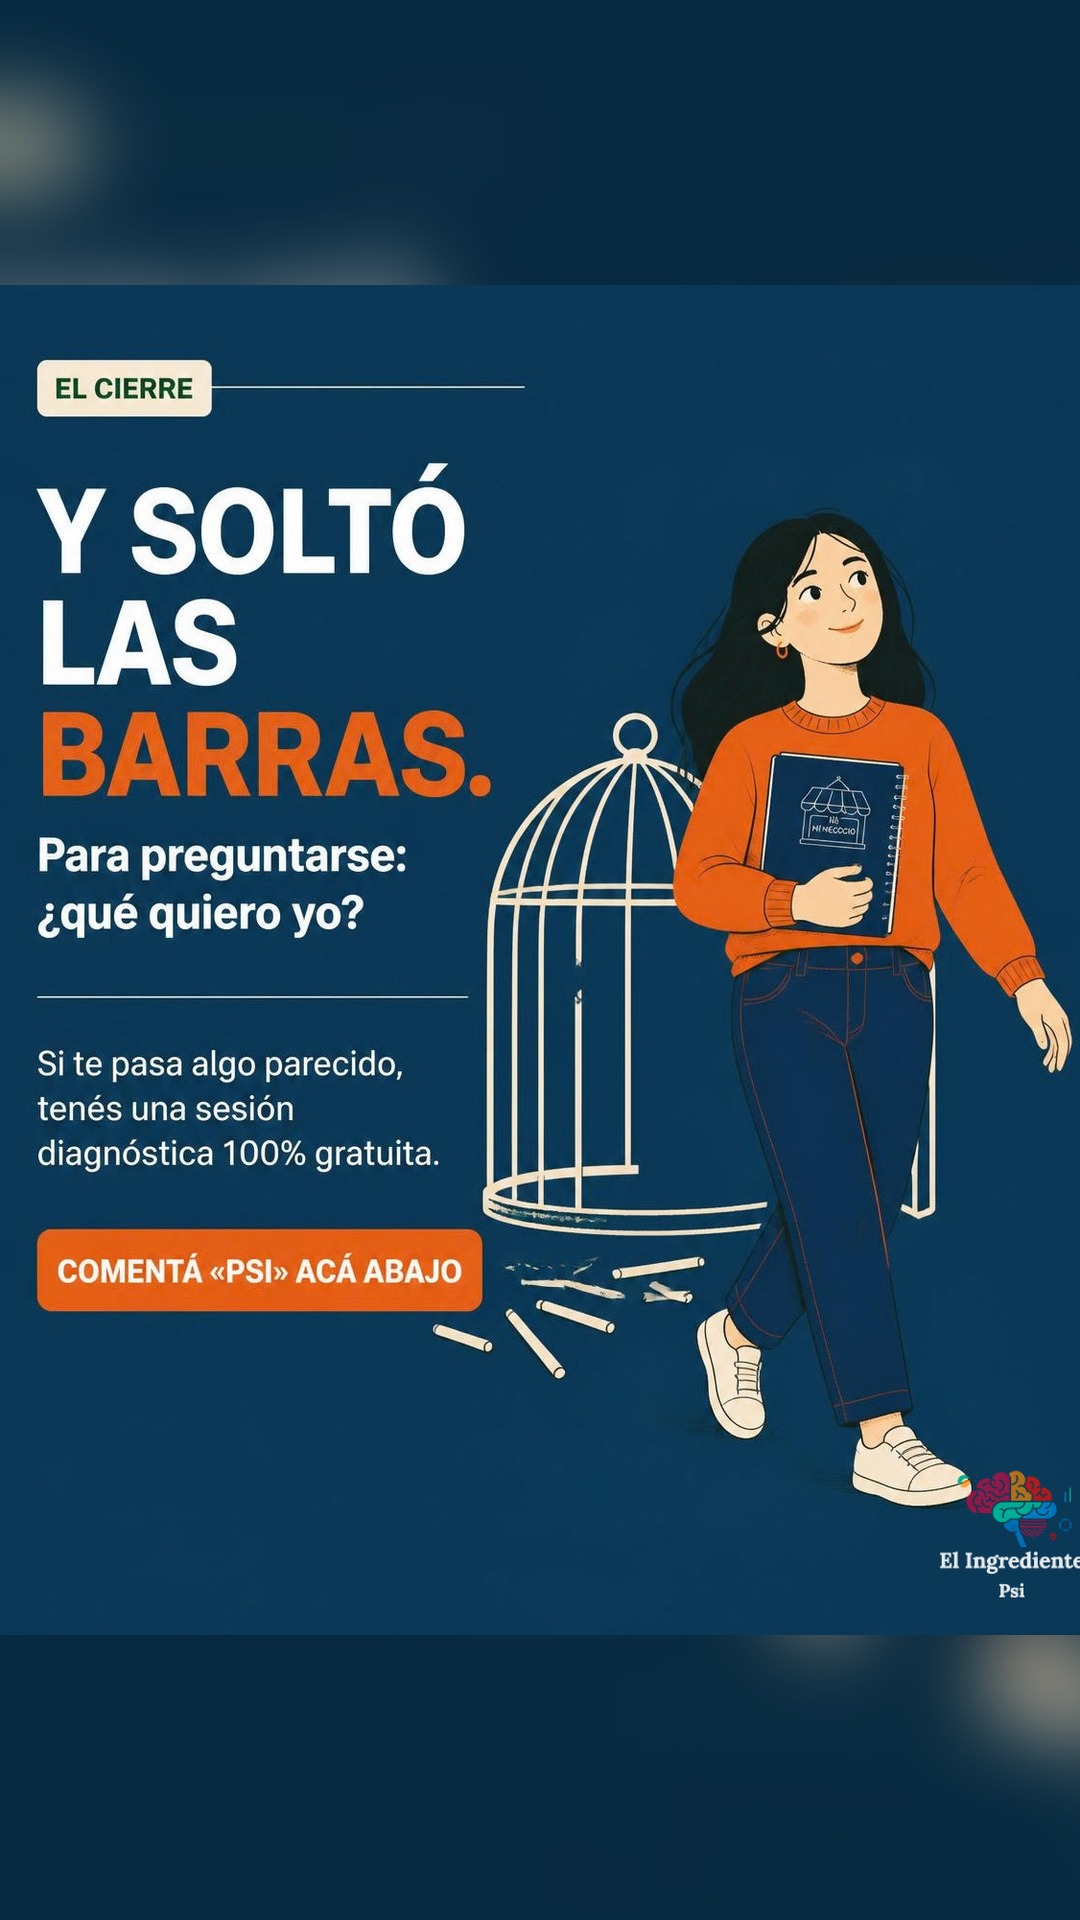 EL CIERRE
Y SOLTÓ
LAS
BARRAS.
Para preguntarse:
¿qué quiero yo?
Si te pasa algo parecido,
tenés una sesión
diagnóstica 100% gratuita.
COMENTÁ «PSI» ACÁ ABAJO
NEGOCIO
El Ingrediente
Psi